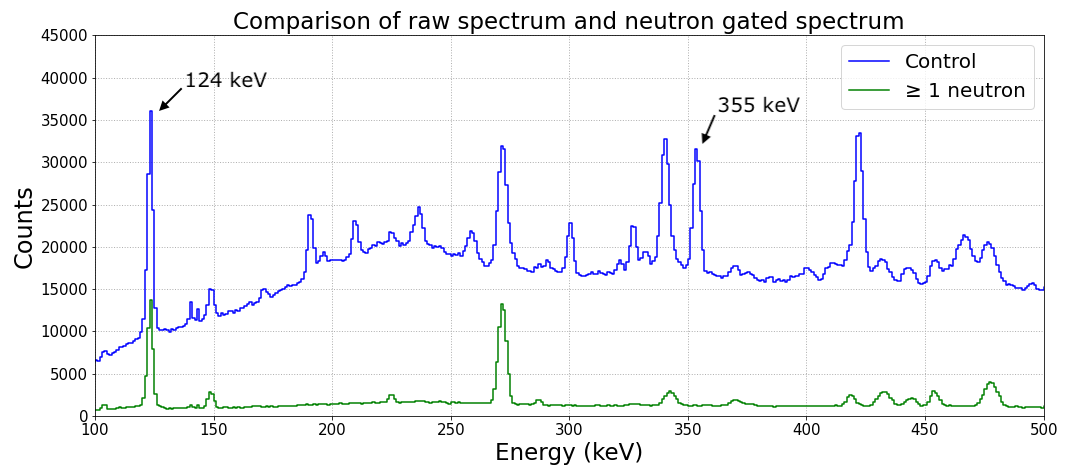 Comparison of raw spectrum and neutron gated spectrum
45000
40000
35000
30000
25000
20000
15000
10000
5000
0
Counts
124 keV
355 keV
Control
≥ 1 neutron
100 150 200 250 300 350 400 450 500
Energy (keV)